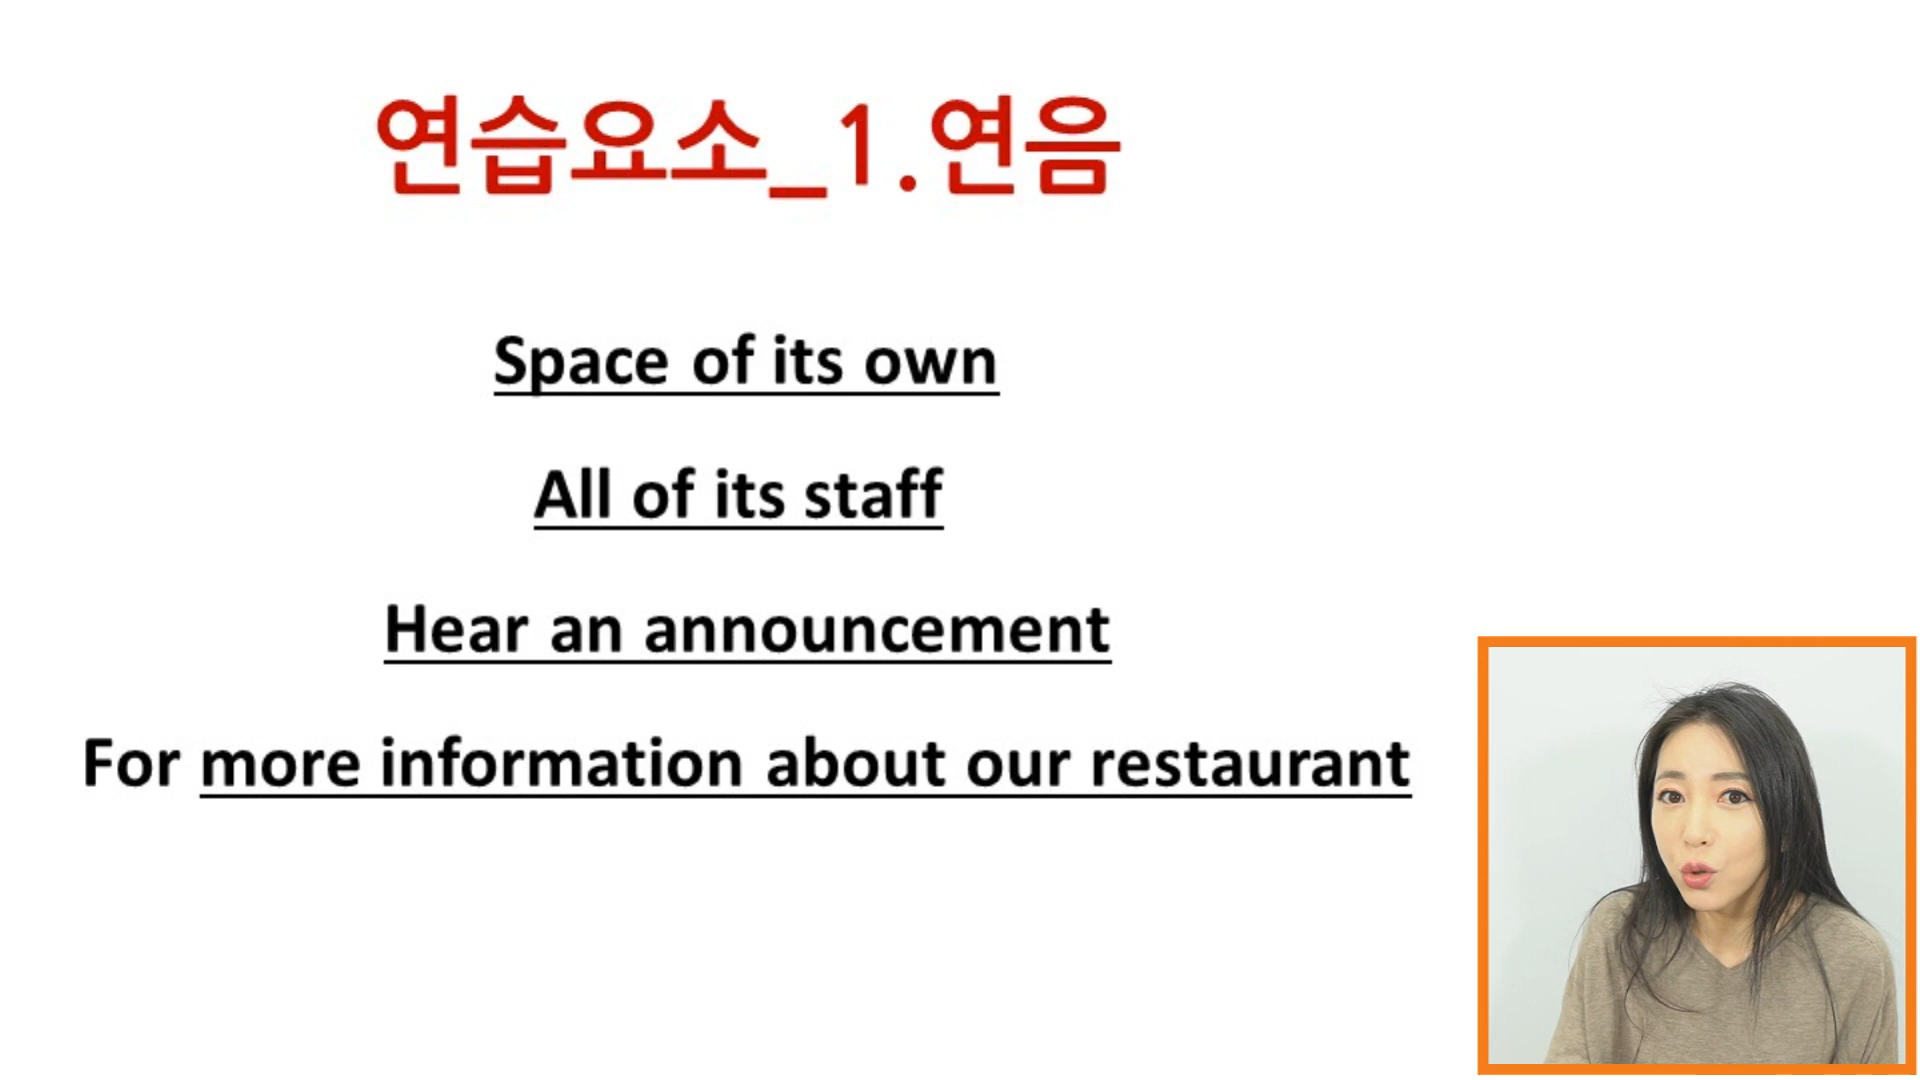 연습요소_1.연음
Space of its own
All of its staff
Hear an announcement
For more information about our restaurant